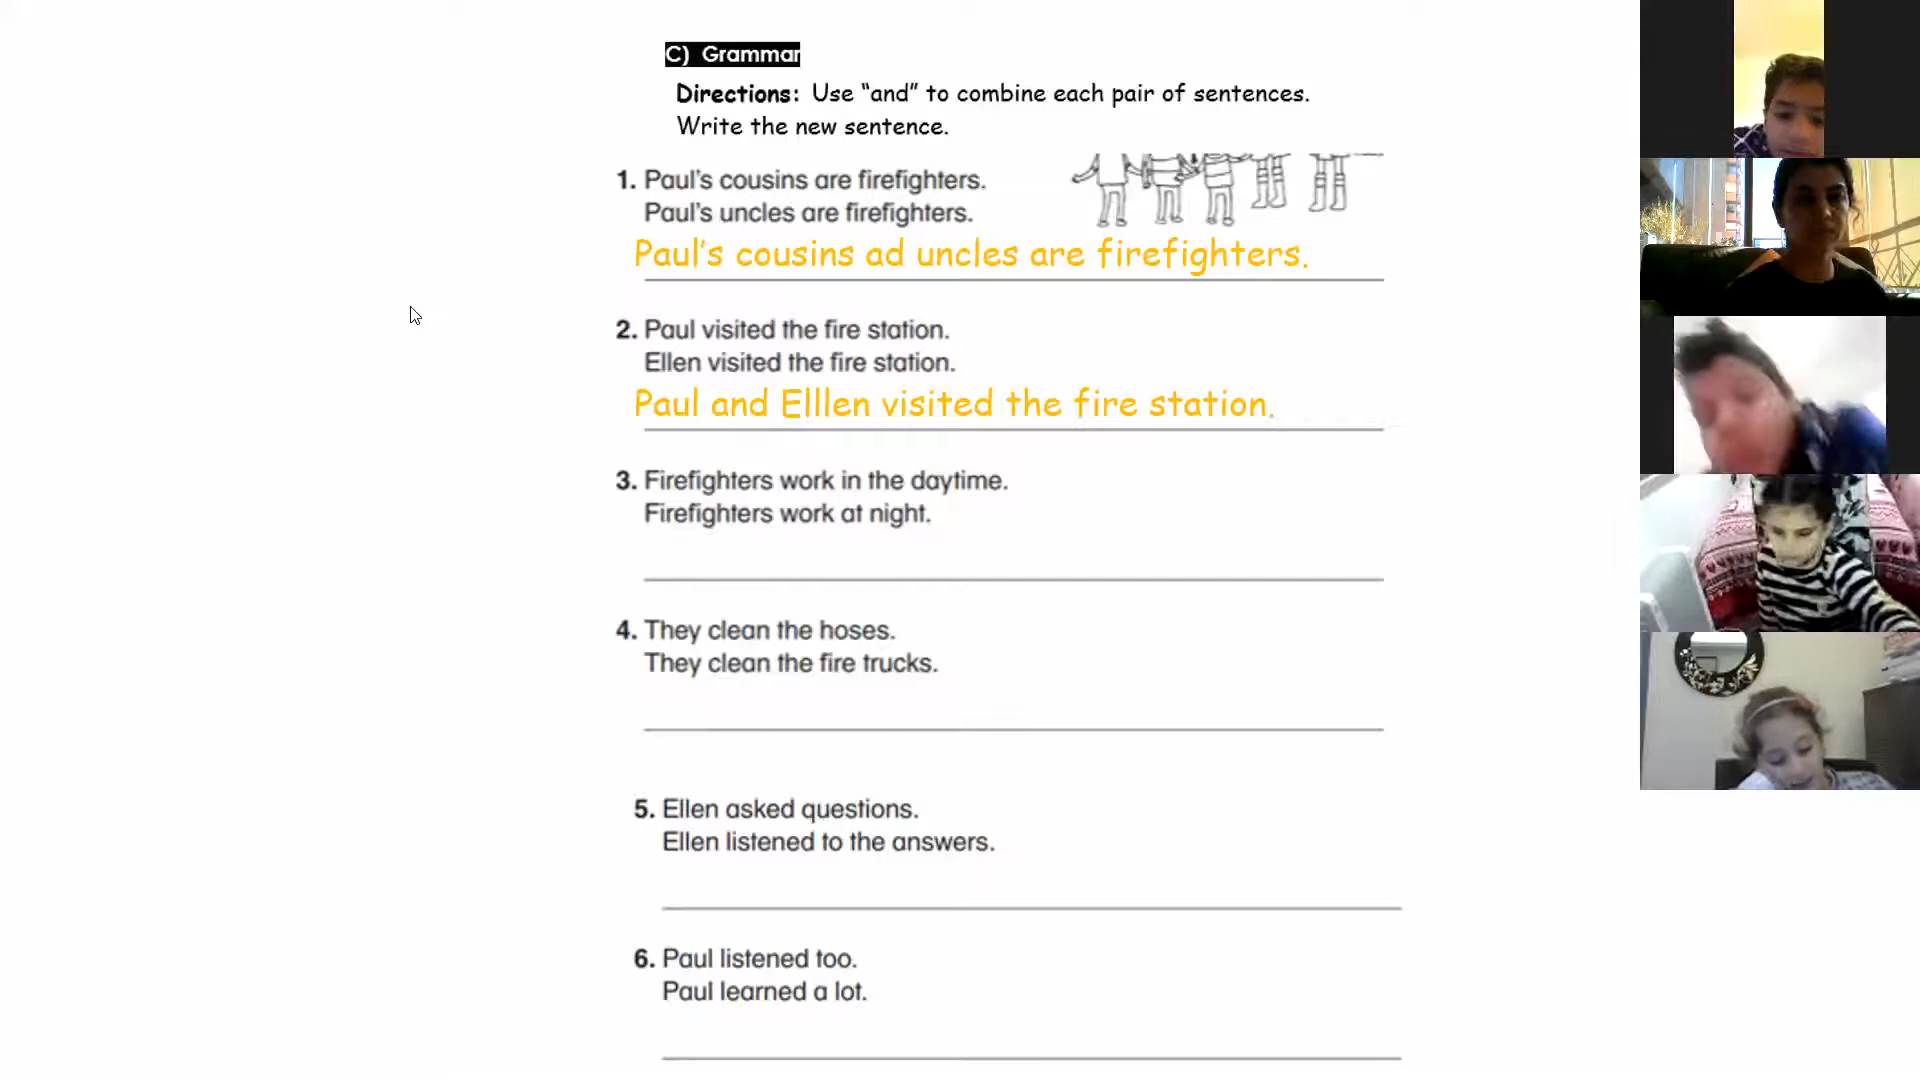 C) Grammar
Directions: Use “and” to combine each pair of sentences.
Write the new sentence.
1. Paul's cousins are firefighters.
Paul's uncles are firefighters.
Paul's cousins ad uncles are firefighters.
2. Paul visited the fire station.
Ellen visited the fire station.
Paul and Elllen visited the fire station.
3. Firefighters work in the daytime.
Firefighters work at night.
4. They clean the hoses.
They clean the fire trucks.
5. Ellen asked questions.
Ellen listened to the answers.
6. Paul listened too.
Paul learned a lot.